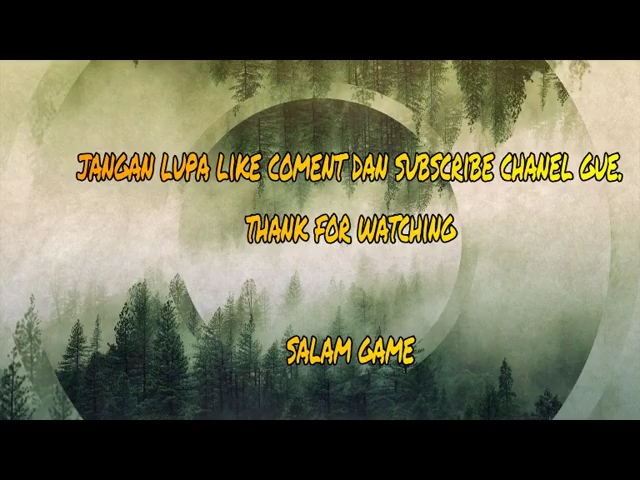 JANGAN LUPA LIKE COMENT DAN SUBSCRIBE CHANEL GUE.
THANK FOR WATCHING
SALAM GAME